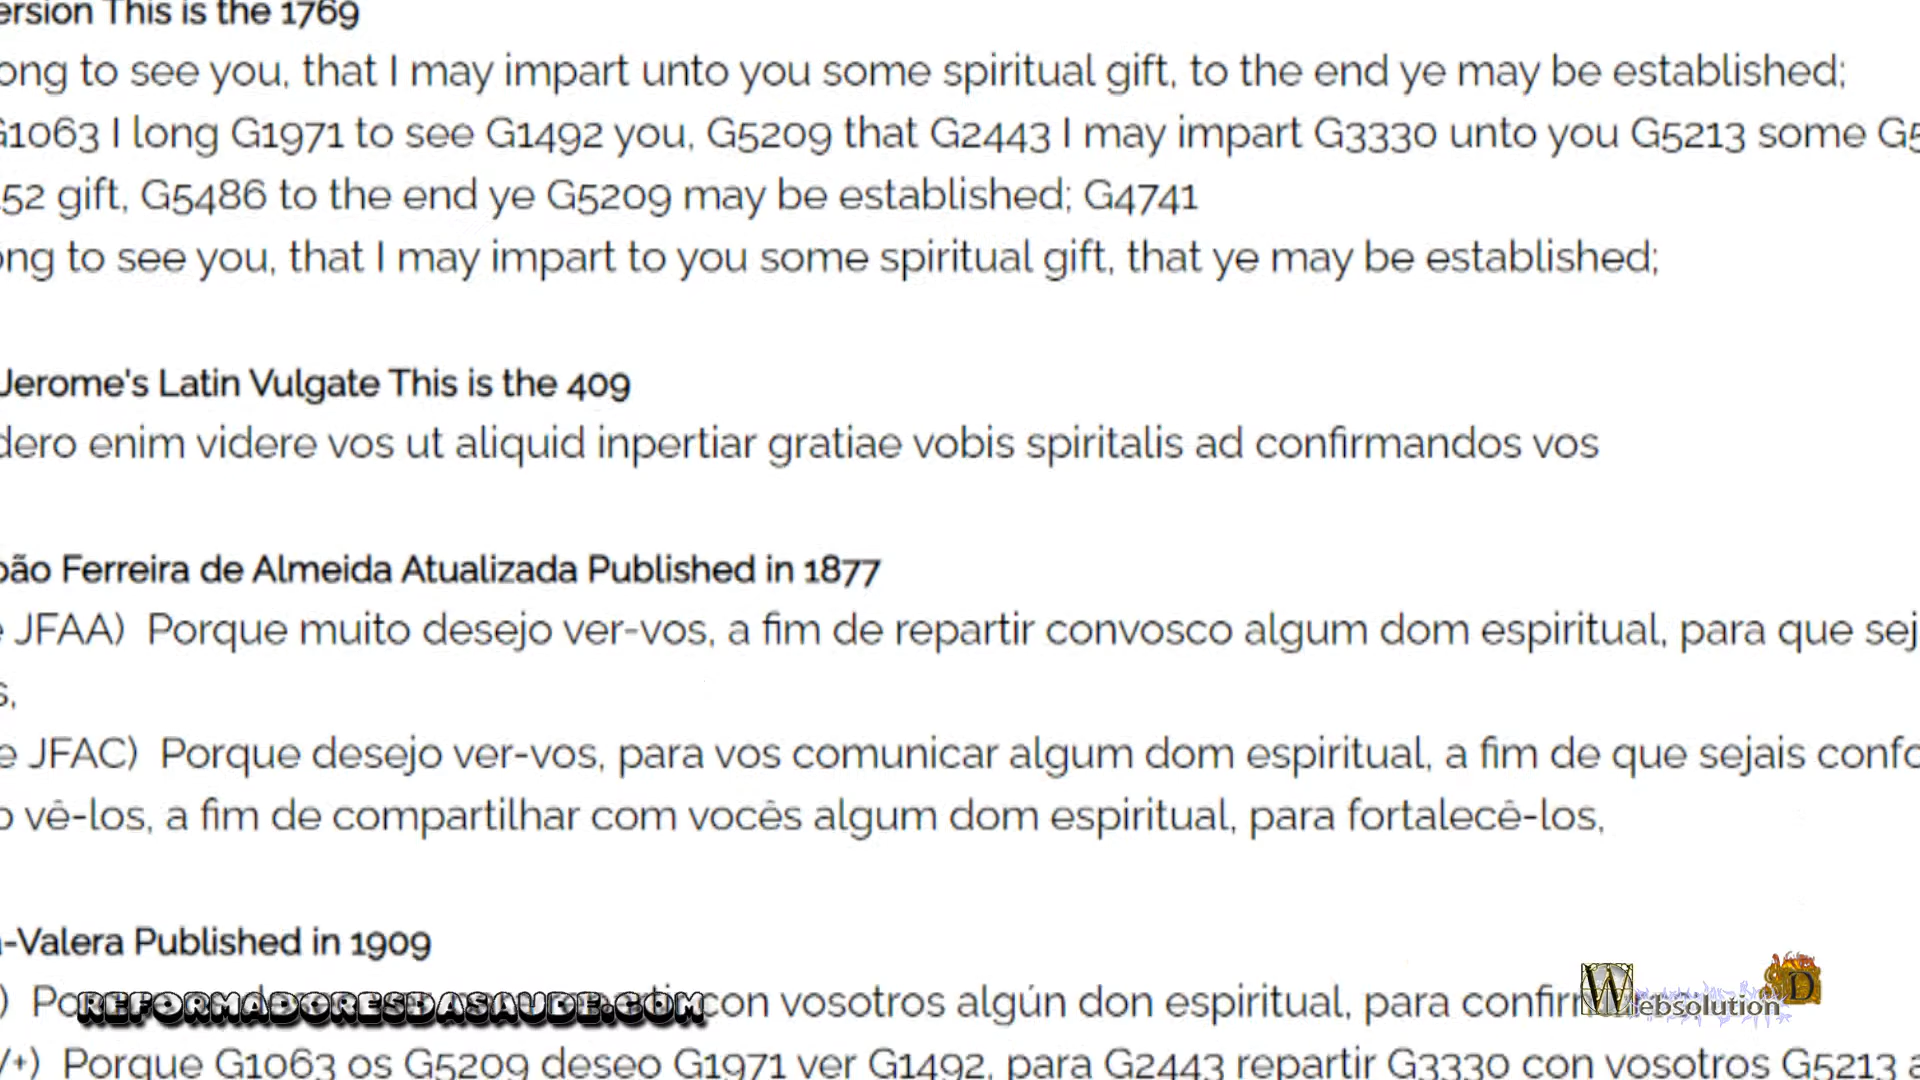 ersion This is the 1769
ong to see you, that I may impart unto you some spiritual gift, to the end ye may be established;
G1063 I long G1971 to see G1492 you, G5209 that G2443 I may impart G3330 unto you G5213 some G5
52 gift, G5486 to the end ye G5209 may be established; G4741
ong to see you, that I may impart to you some spiritual gift, that ye may be established;
Jerome's Latin Vulgate This is the 409
dero enim videre vos ut aliquid inpertiar gratiae vobis spiritalis ad confirmandos vos
oão Ferreira de Almeida Atualizada Published in 1877
e JFAA) Porque muito desejo ver-vos, a fim de repartir convosco algum dom espiritual, para que sej
s,
e JFAC) Porque desejo ver-vos, para vos comunicar algum dom espiritual, a fim de que sejais confo
o vê-los, a fim de compartilhar com vocês algum dom espiritual, para fortalecê-los,
-Valera Published in 1909
) Po con vosotros algún don espiritual, para confir
REFORMADORESDASAUDE.COM
Websolution D
/+) Porque G1063 os G5209 deseo G1971 ver G1492, para G2443 repartir G3330 con vosotros G5213 a